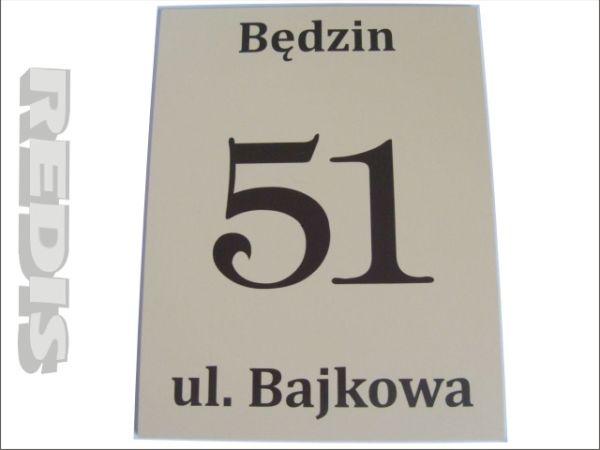 Będzin
51
ul. Bajkowa
REDIS